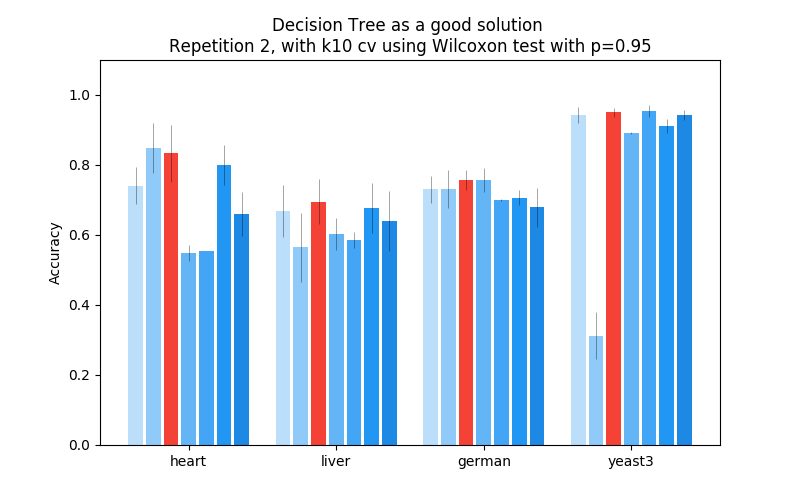 Decision Tree as a good solution
Repetition 2, with k10 cv using Wilcoxon test with p=0.95
1.0
0.8
0.6
0.4
0.2
0.0
Accuracy
heart
liver
german
yeast3